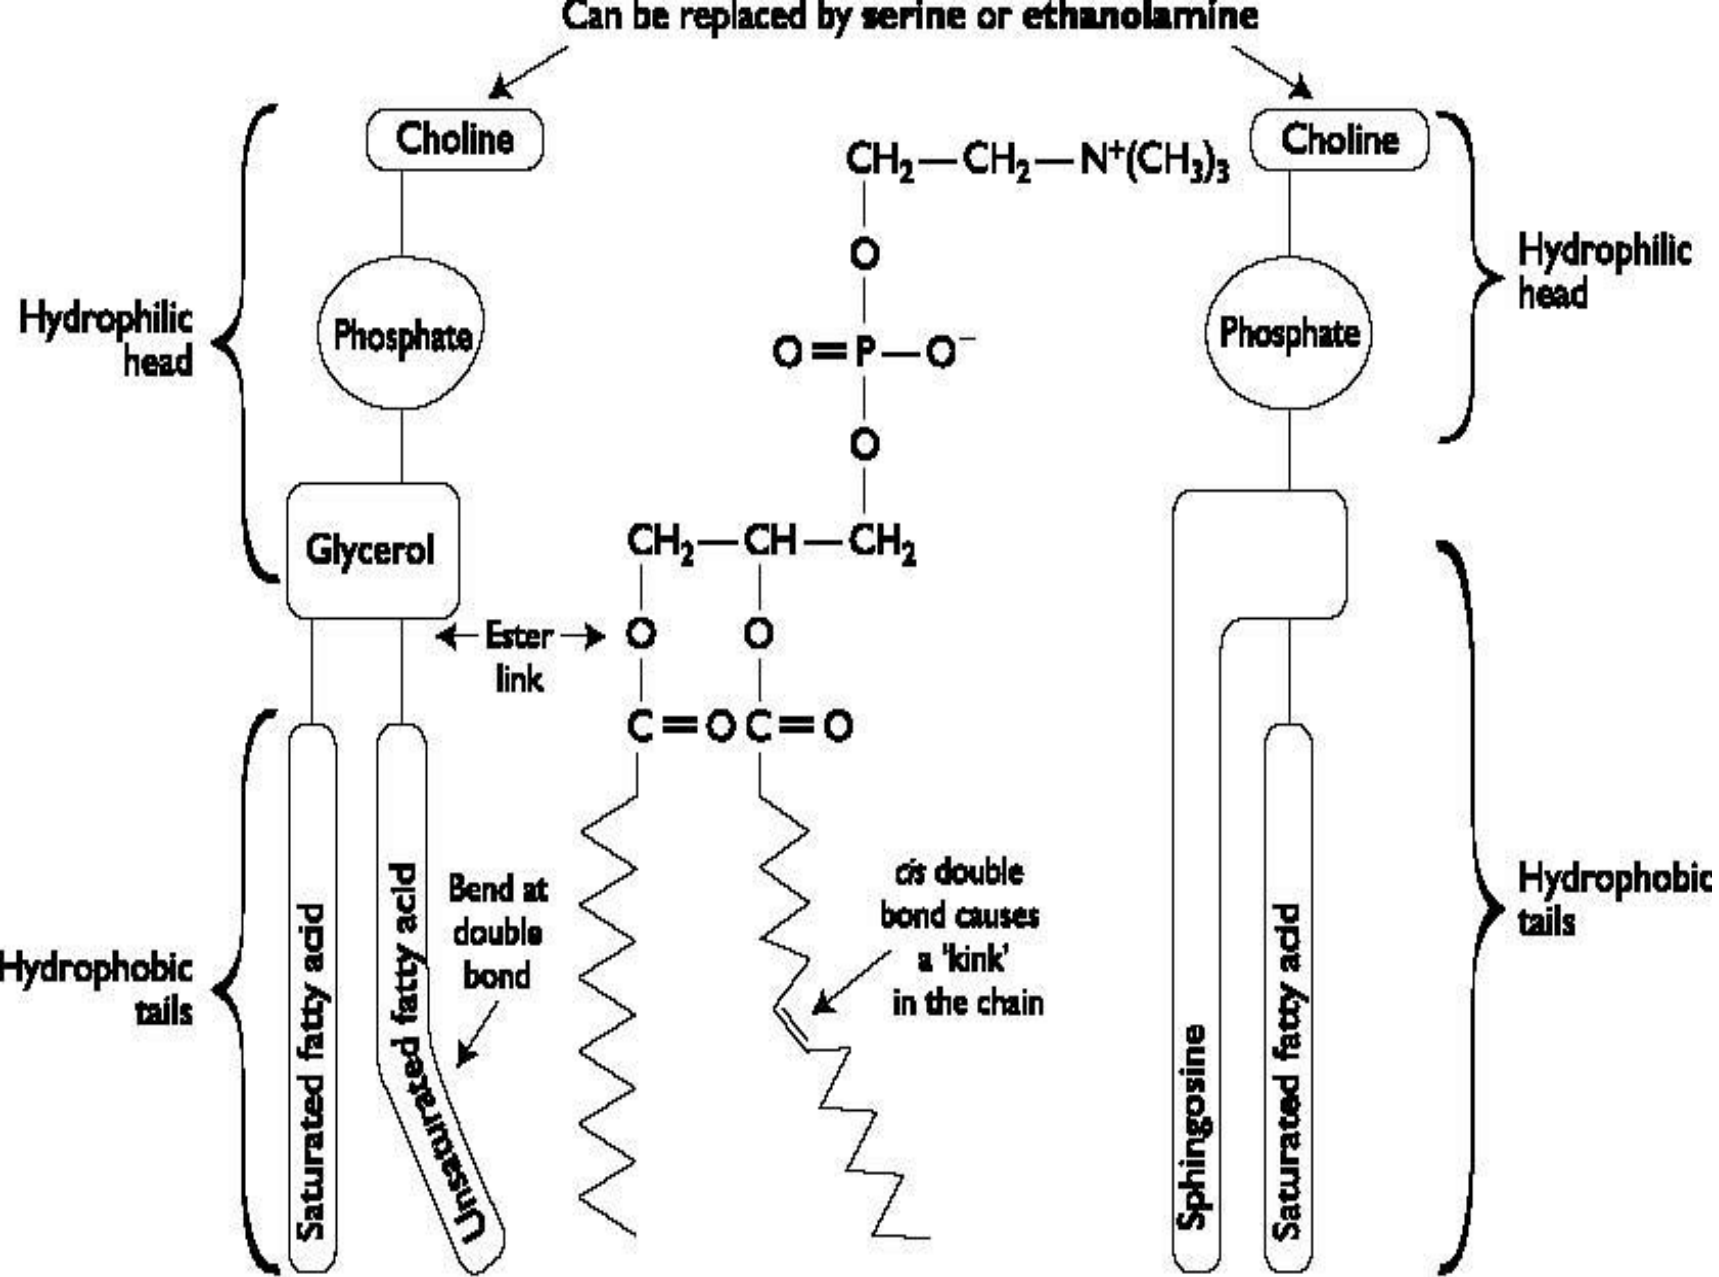 Can be replaced by serine or ethanolamine
Choline
Phosphate
Glycerol
Hydrophilic
head
Ester
link
Hydrophobic
tails
Saturated fatty acid
Unsaturated fatty acid
Bend at
double
bond
CH₂—CH₂—N⁺(CH₃)₃
O
O=P—O⁻
O
CH₂—CH—CH₂
O O
C=O C=O
cis double
bond causes
a 'kink'
in the chain
Choline
Phosphate
Hydrophilic
head
Sphingosine
Saturated fatty acid
Hydrophobic
tails